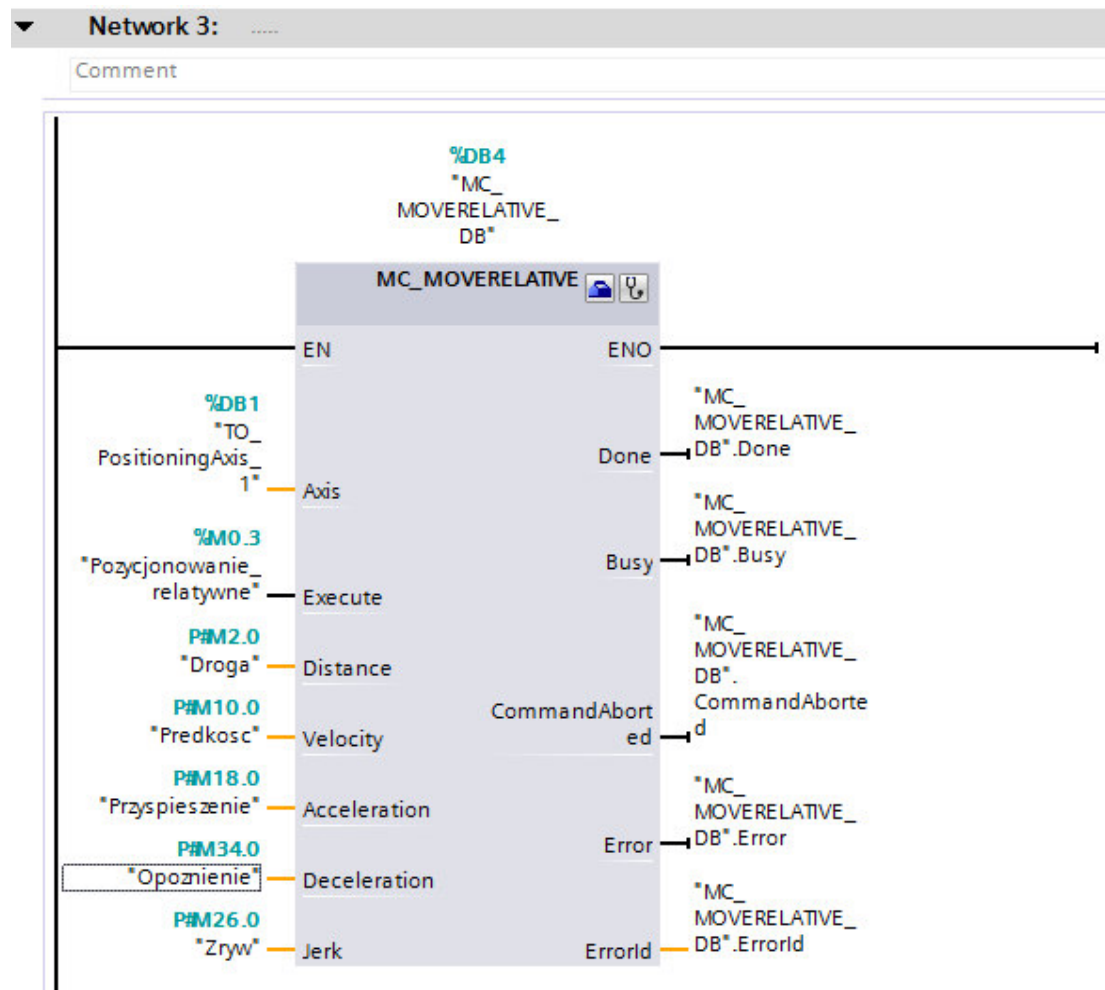 Network 3: .....
Comment
%DB4
"MC_
MOVERELATIVE_
DB"
MC_MOVERELATIVE
EN
ENO
%DB1
"TO_
PositioningAxis_
1"
Axis
"MC_
MOVERELATIVE_
DB".Done
Done
%M0.3
"Pozycjonowanie_
relatywne"
Execute
"MC_
MOVERELATIVE_
DB".Busy
Busy
P#M2.0
"Droga"
Distance
"MC_
MOVERELATIVE_
DB".
CommandAborte
d
CommandAbort
ed
P#M10.0
"Predkosc"
Velocity
P#M18.0
"Przyspieszenie"
Acceleration
"MC_
MOVERELATIVE_
DB".Error
Error
P#M34.0
"Opoznienie"
Deceleration
"MC_
MOVERELATIVE_
DB".ErrorId
ErrorId
P#M26.0
"Zryw"
Jerk